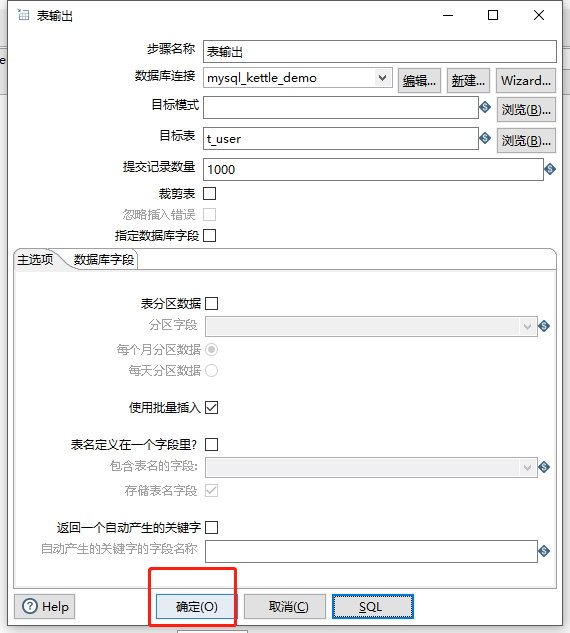 表输出
步骤名称 表输出
数据库连接 mysql_kettle_demo 编辑... 新建... Wizard...
目标模式 浏览(B)...
目标表 t_user 浏览(B)...
提交记录数量 1000
裁剪表
忽略插入错误
指定数据库字段
主选项 数据库字段
表分区数据
分区字段
每个月分区数据
每天分区数据
使用批量插入
表名定义在一个字段里?
包含表名的字段:
存储表名字段
返回一个自动产生的关键字
自动产生的关键字的字段名称
Help 确定(O) 取消(C) SQL